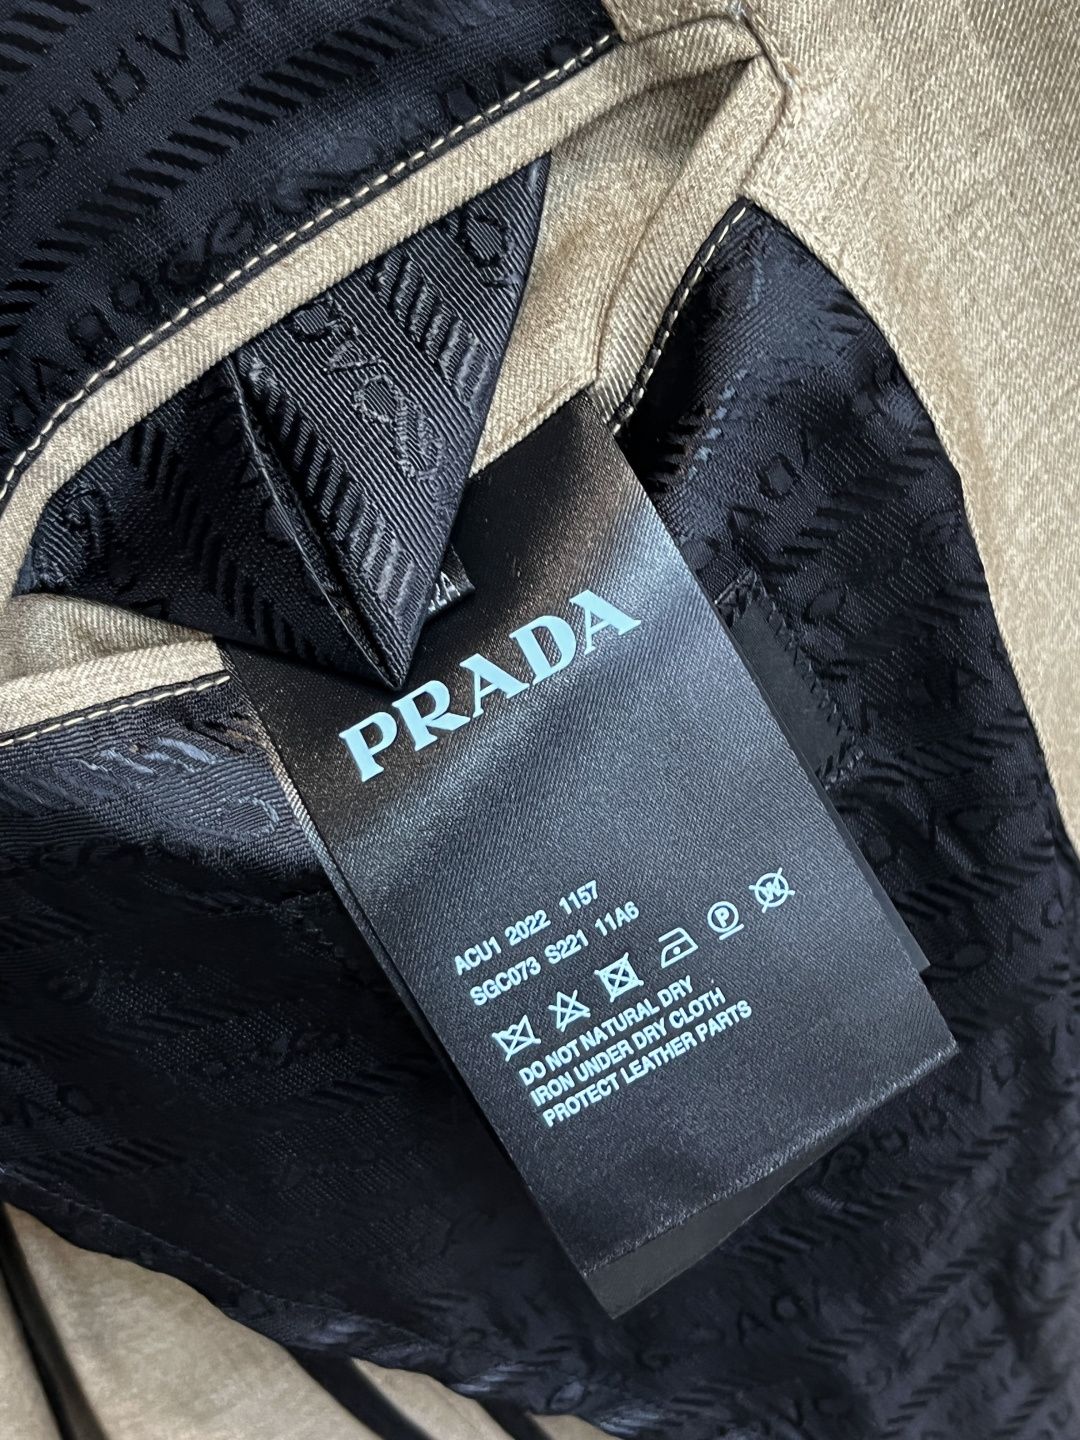 PRADA
ACU1 2022 1157
SGC073 S221 11A6
P W
DO NOT NATURAL DRY
IRON UNDER DRY CLOTH
PROTECT LEATHER PARTS